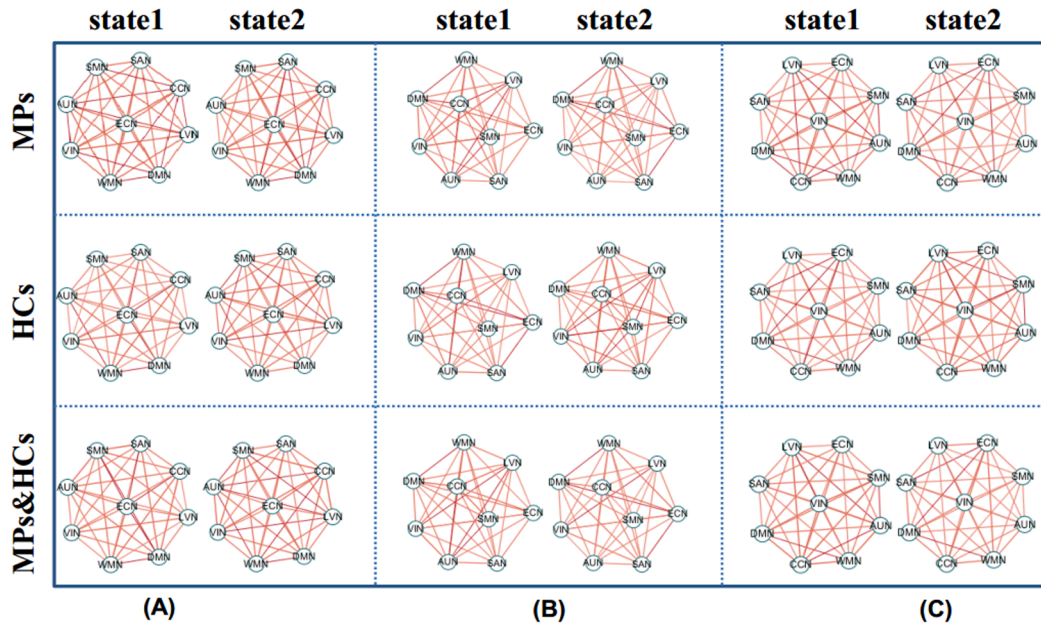 state1 state2 state1 state2 state1 state2
MPs
SAN
SMN
CCN
AUN
ECN
LVN
VIN
DMN
WMN
SAN
SMN
CCN
AUN
ECN
LVN
VIN
DMN
WMN
WMN
LVN
DMN
CCN
ECN
SMN
VIN
AUN
SAN
WMN
LVN
DMN
CCN
ECN
SMN
VIN
AUN
SAN
LVN
ECN
SAN
SMN
VIN
AUN
DMN
CCN
WMN
LVN
ECN
SAN
SMN
VIN
AUN
DMN
CCN
WMN
HCs
SAN
SMN
CCN
AUN
ECN
LVN
VIN
DMN
WMN
SAN
SMN
CCN
AUN
ECN
LVN
VIN
DMN
WMN
WMN
LVN
DMN
CCN
ECN
SMN
VIN
AUN
SAN
WMN
LVN
DMN
CCN
ECN
SMN
VIN
AUN
SAN
LVN
ECN
SAN
SMN
VIN
AUN
DMN
CCN
WMN
LVN
ECN
SAN
SMN
VIN
AUN
DMN
CCN
WMN
MPs&HCs
SAN
SMN
CCN
AUN
ECN
LVN
VIN
DMN
WMN
SAN
SMN
CCN
AUN
ECN
LVN
VIN
DMN
WMN
WMN
LVN
DMN
CCN
ECN
SMN
VIN
AUN
SAN
WMN
LVN
DMN
CCN
ECN
SMN
VIN
AUN
SAN
LVN
ECN
SAN
SMN
VIN
AUN
DMN
CCN
WMN
LVN
ECN
SAN
SMN
VIN
AUN
DMN
CCN
WMN
(A) (B) (C)